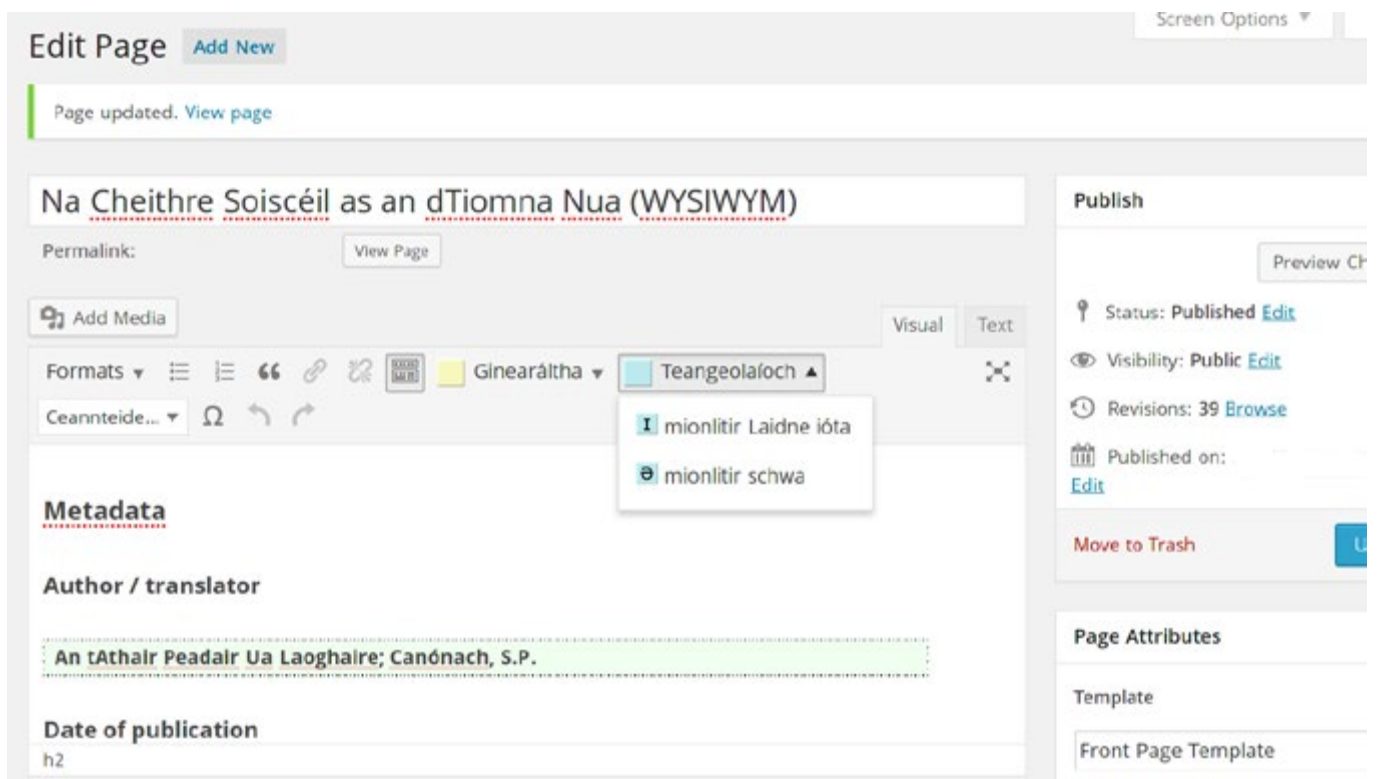 Screen Options
Edit Page Add New
Page updated. View page
Na Cheithre Soiscéil as an dTiomna Nua (WYSIWYM)
Permalink: View Page
Add Media
Visual Text
Formats Ginearáltha Teangeolaíoch
Ceannteide... Ω
I mionlitir Laidne ióta
ə mionlitir schwa
Metadata
Author / translator
An tAthair Peadair Ua Laoghaire; Canónach, S.P.
Date of publication
h2
Publish
Preview Ch
Status: Published Edit
Visibility: Public Edit
Revisions: 39 Browse
Published on:
Edit
Move to Trash
U
Page Attributes
Template
Front Page Template